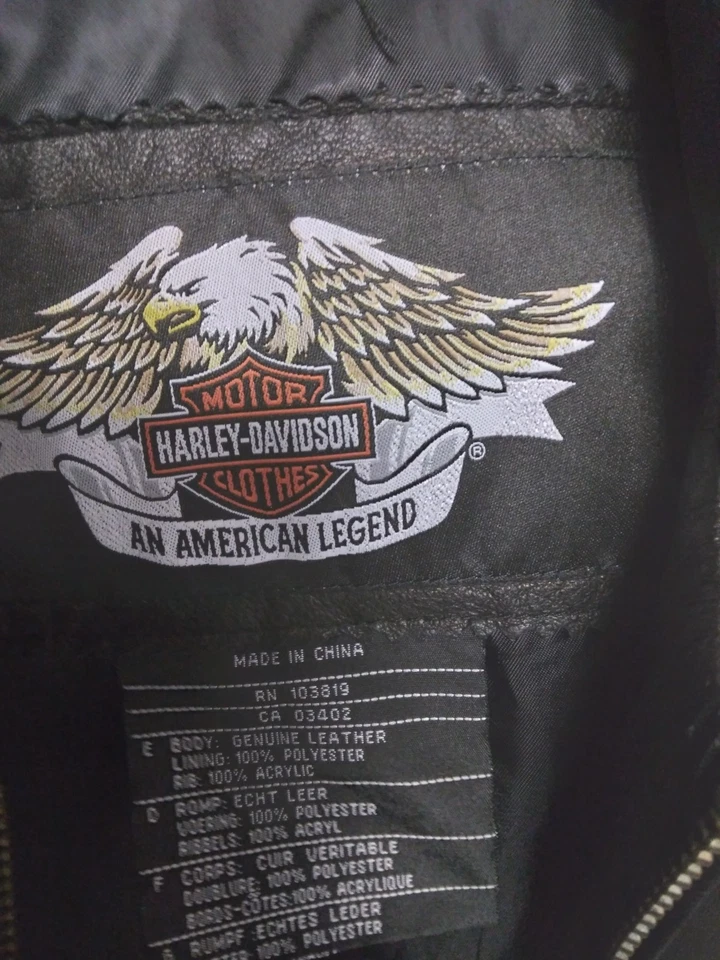 MOTOR
HARLEY-DAVIDSON
CLOTHES
®
AN AMERICAN LEGEND
MADE IN CHINA
RN 103819
CA 03402
E BODY: GENUINE LEATHER
LINING: 100% POLYESTER
RIB: 100% ACRYLIC
D ROMP: ECHT LEER
VOERING: 100% POLYESTER
RIBBELS: 100% ACRYL
F CORPS: CUIR VERITABLE
DOUBLURE: 100% POLYESTER
BORDS-CÔTES:100% ACRYLIQUE
RUMPF:ECHTES LEDER
100% POLYESTER